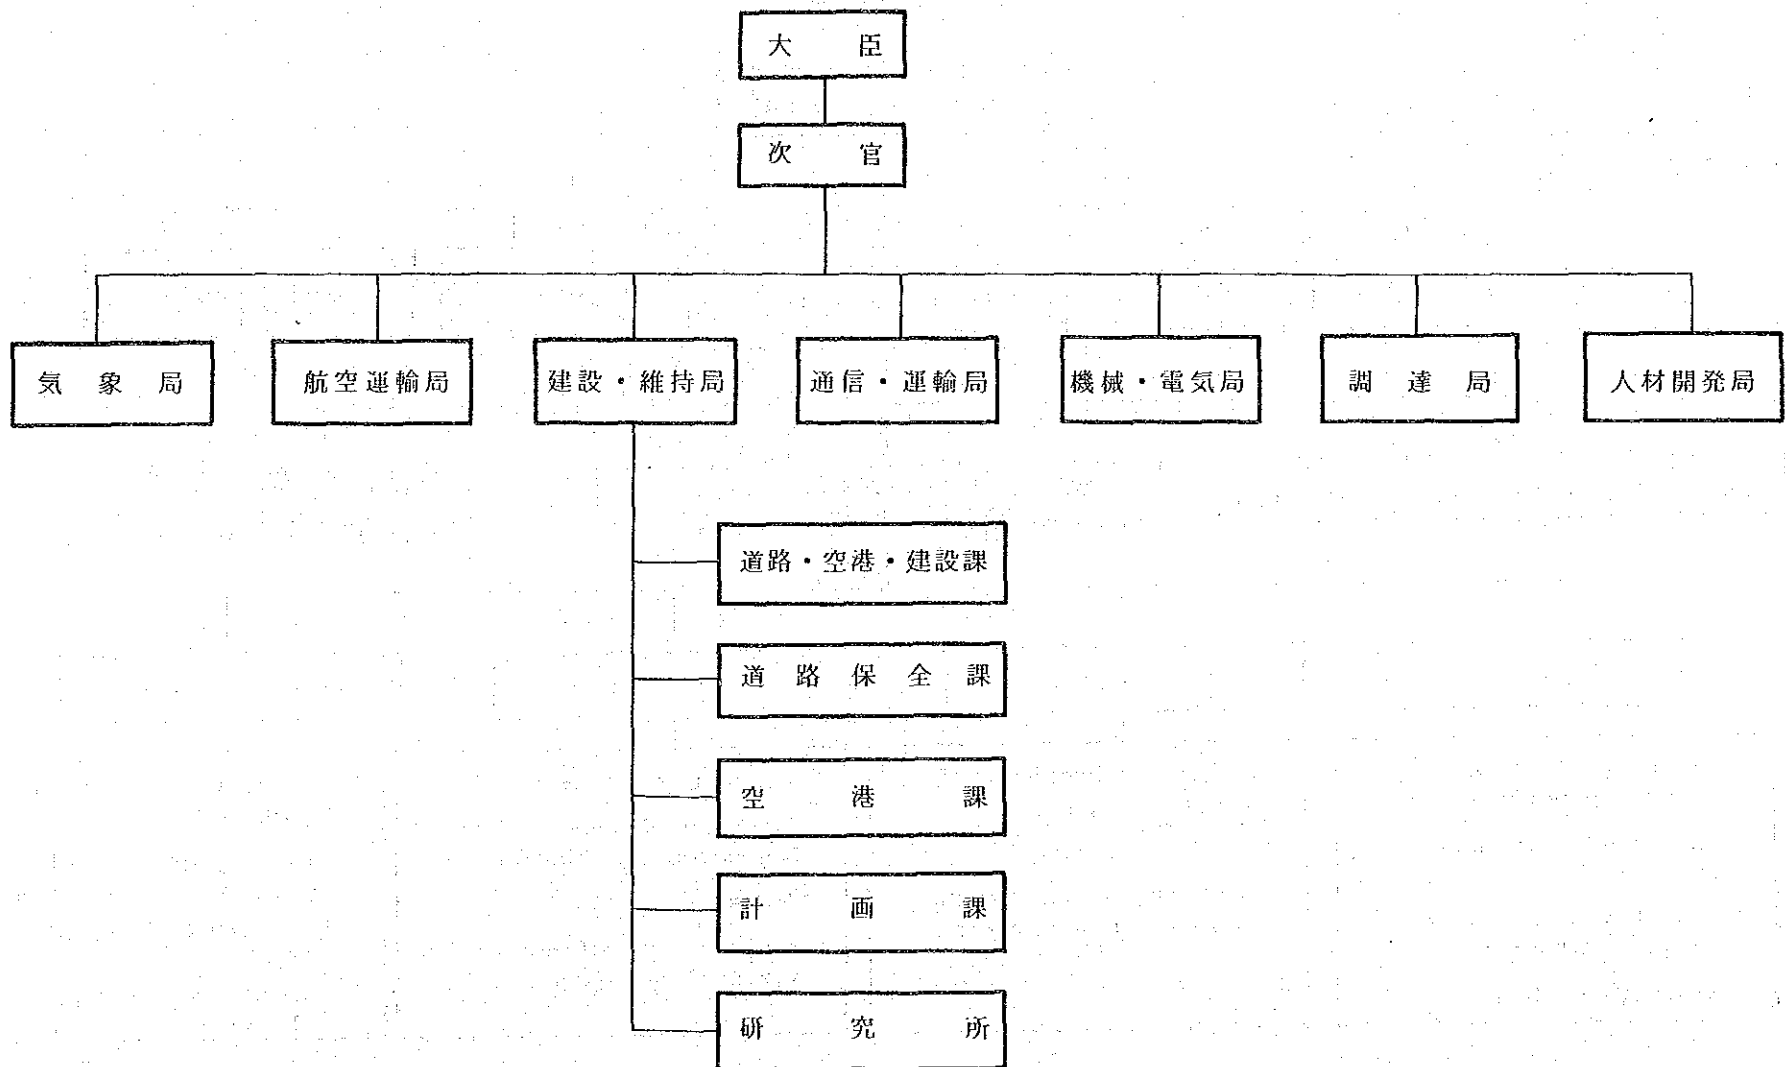 大臣
次官
気象局
航空運輸局
建設・維持局
通信・運輸局
機械・電気局
調達局
人材開発局
道路・空港・建設課
道路保全課
空港課
計画課
研究所